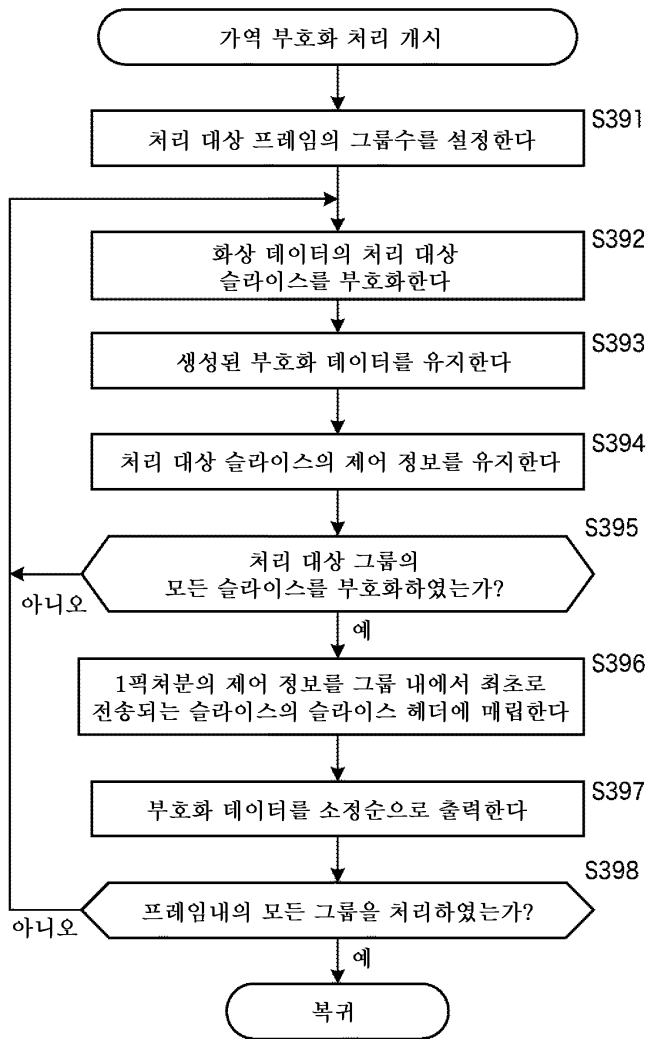 가역 부호화 처리 개시
S391
처리 대상 프레임의 그룹수를 설정한다
S392
화상 데이터의 처리 대상
슬라이스를 부호화한다
S393
생성된 부호화 데이터를 유지한다
S394
처리 대상 슬라이스의 제어 정보를 유지한다
S395
처리 대상 그룹의
모든 슬라이스를 부호화하였는가?
아니오
예
S396
1픽쳐분의 제어 정보를 그룹 내에서 최초로
전송되는 슬라이스의 슬라이스 헤더에 매립한다
S397
부호화 데이터를 소정순으로 출력한다
S398
프레임내의 모든 그룹을 처리하였는가?
아니오
예
복귀